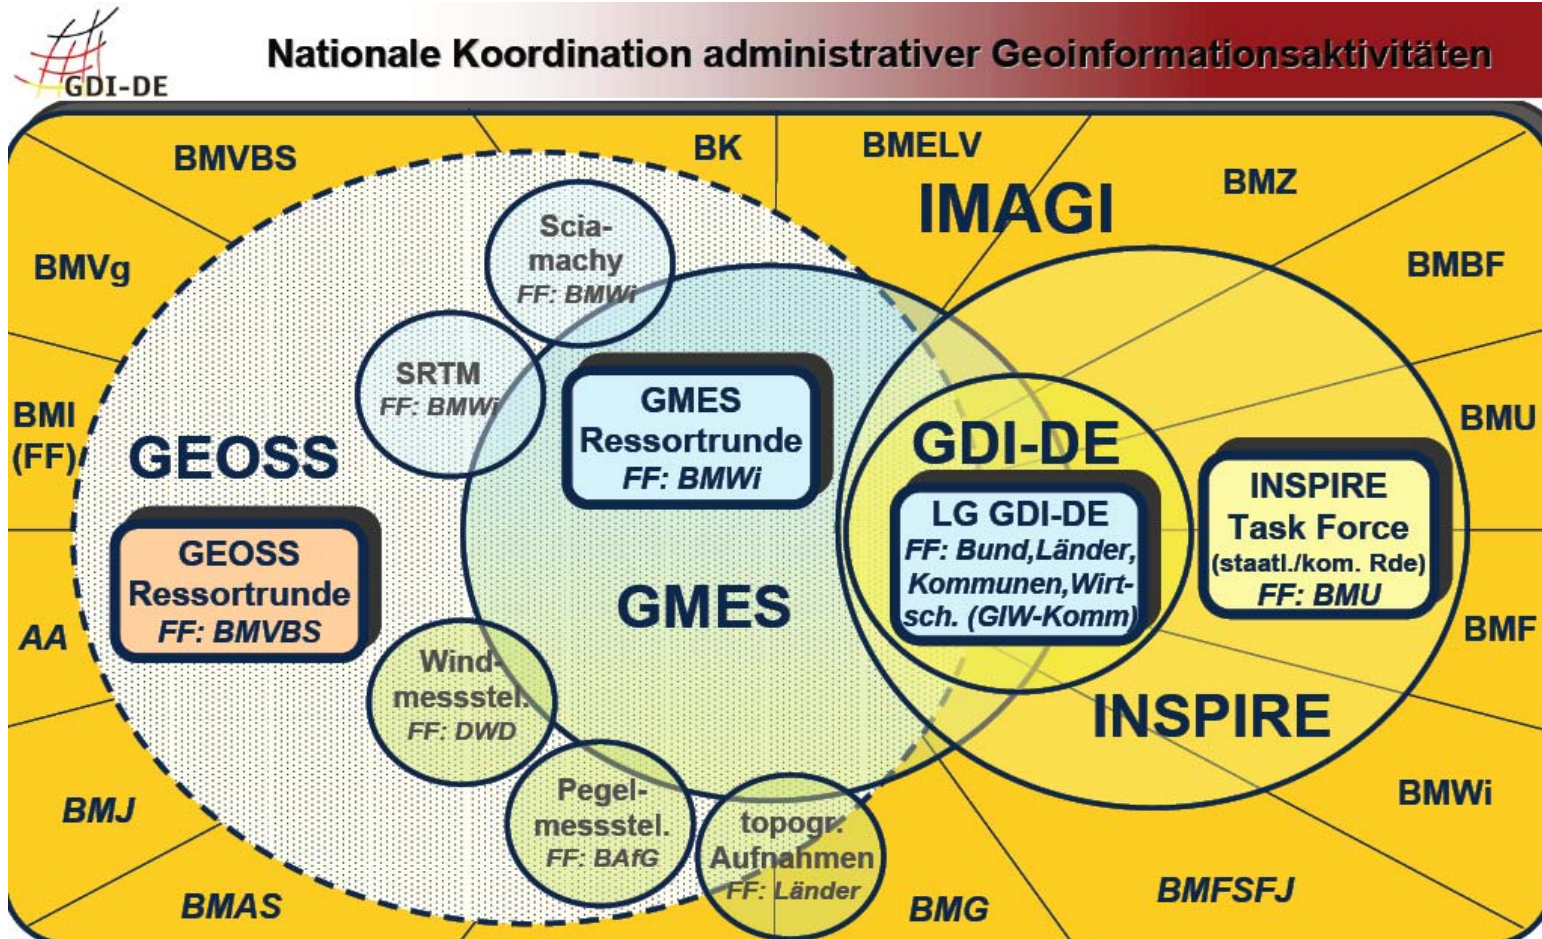 GDI-DE
Nationale Koordination administrativer Geoinformationsaktivitäten
BMVBS
BK
BMELV
IMAGI
BMZ
BMVg
BMBF
BMI
(FF)
BMU
AA
BMF
BMJ
BMWi
BMAS
BMG
BMFSFJ
Scia-
machy
FF: BMWi
SRTM
FF: BMWi
GEOSS
GEOSS
Ressortrunde
FF: BMVBS
GMES
Ressortrunde
FF: BMWi
GMES
GDI-DE
LG GDI-DE
FF: Bund,Länder,
Kommunen,Wirt-
sch. (GIW-Komm)
INSPIRE
Task Force
(staatl./kom. Rde)
FF: BMU
INSPIRE
Wind-
messstel.
FF: DWD
Pegel-
messstel.
FF: BAfG
topogr.
Aufnahmen
FF: Länder